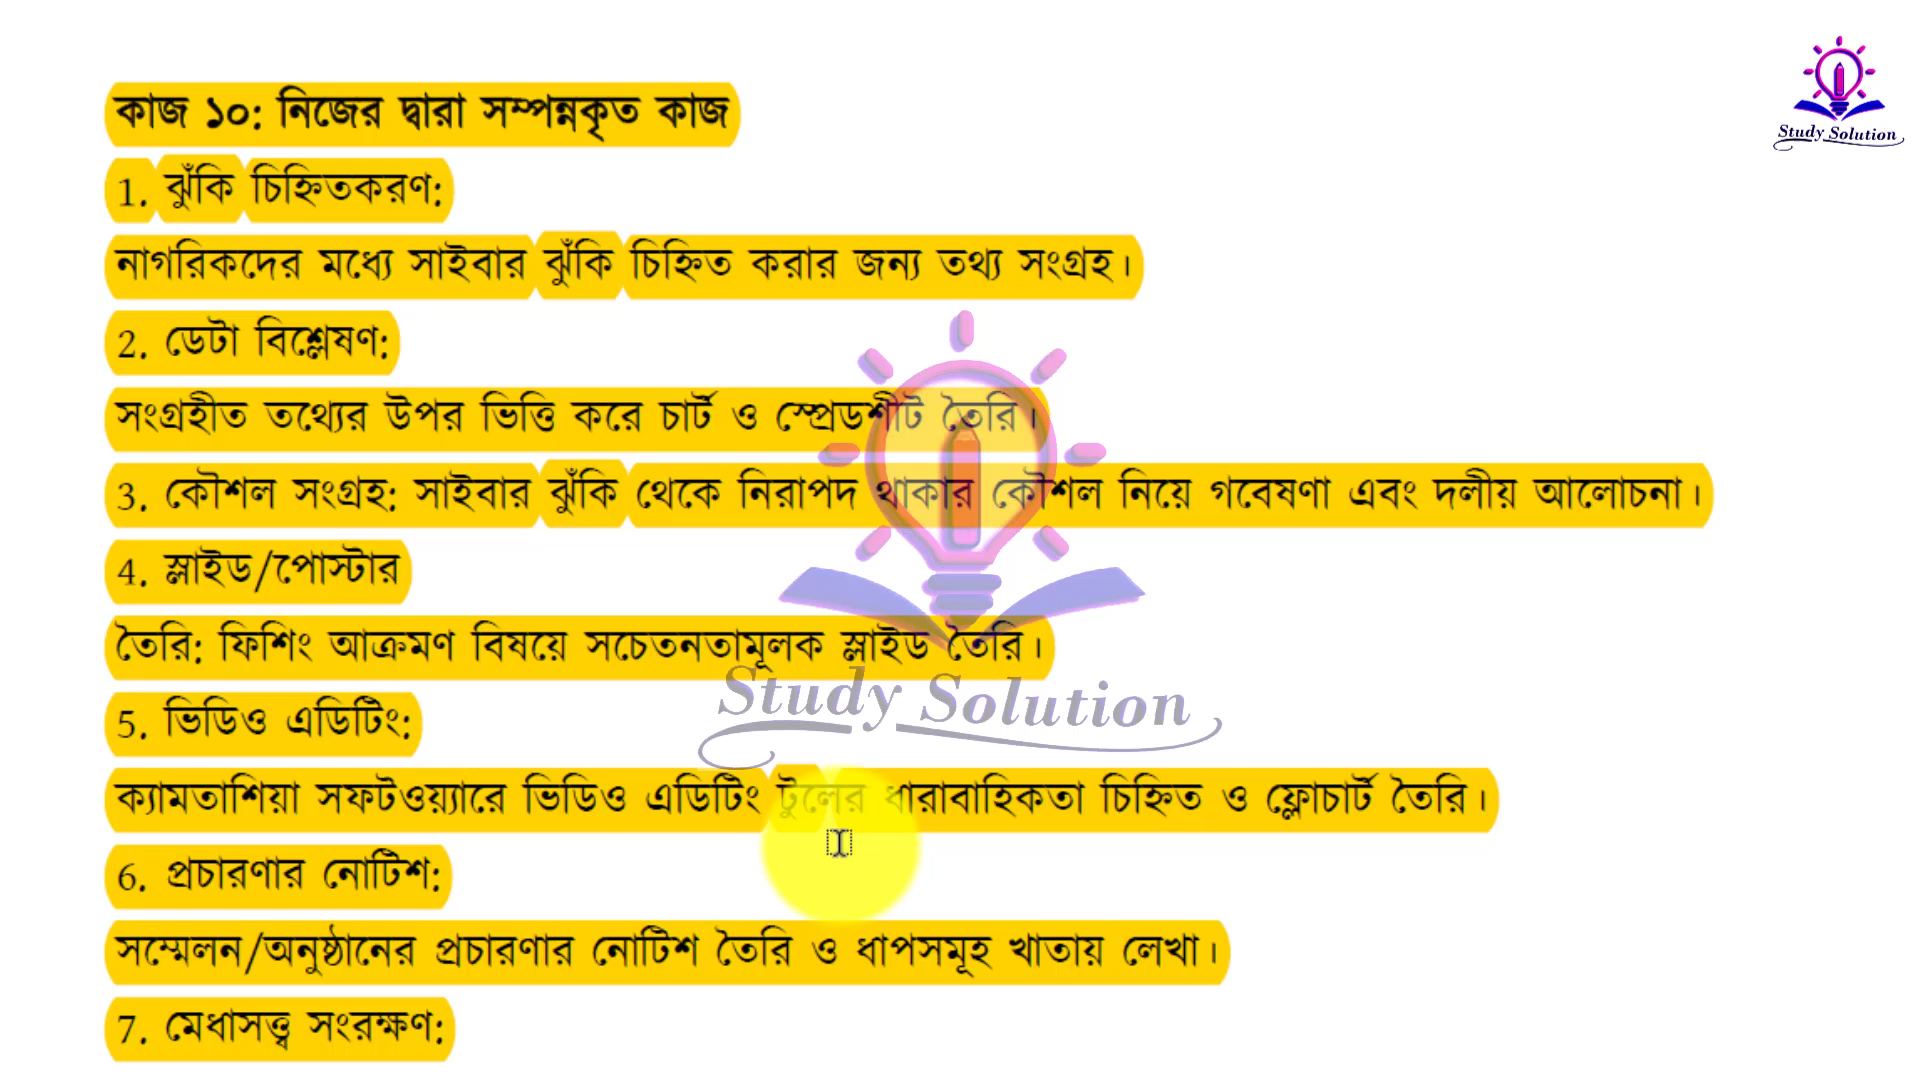 Study Solution
কাজ ১০: নিজের দ্বারা সম্পন্নকৃত কাজ
1. ঝুঁকি চিহ্নিতকরণ:
নাগরিকদের মধ্যে সাইবার ঝুঁকি চিহ্নিত করার জন্য তথ্য সংগ্রহ।
2. ডেটা বিশ্লেষণ:
সংগ্রহীত তথ্যের উপর ভিত্তি করে চার্ট ও স্প্রেডশীট তৈরি।
3. কৌশল সংগ্রহ: সাইবার ঝুঁকি থেকে নিরাপদ থাকার কৌশল নিয়ে গবেষণা এবং দলীয় আলোচনা।
4. স্লাইড/পোস্টার
তৈরি: ফিশিং আক্রমণ বিষয়ে সচেতনতামূলক স্লাইড তৈরি।
Study Solution
5. ভিডিও এডিটিং:
ক্যামতাশিয়া সফটওয়্যারে ভিডিও এডিটিং টুলের ধারাবাহিকতা চিহ্নিত ও ফ্লোচার্ট তৈরি।
6. প্রচারণার নোটিশ:
সম্মেলন/অনুষ্ঠানের প্রচারণার নোটিশ তৈরি ও ধাপসমূহ খাতায় লেখা।
7. মেধাসত্ত্ব সংরক্ষণ: